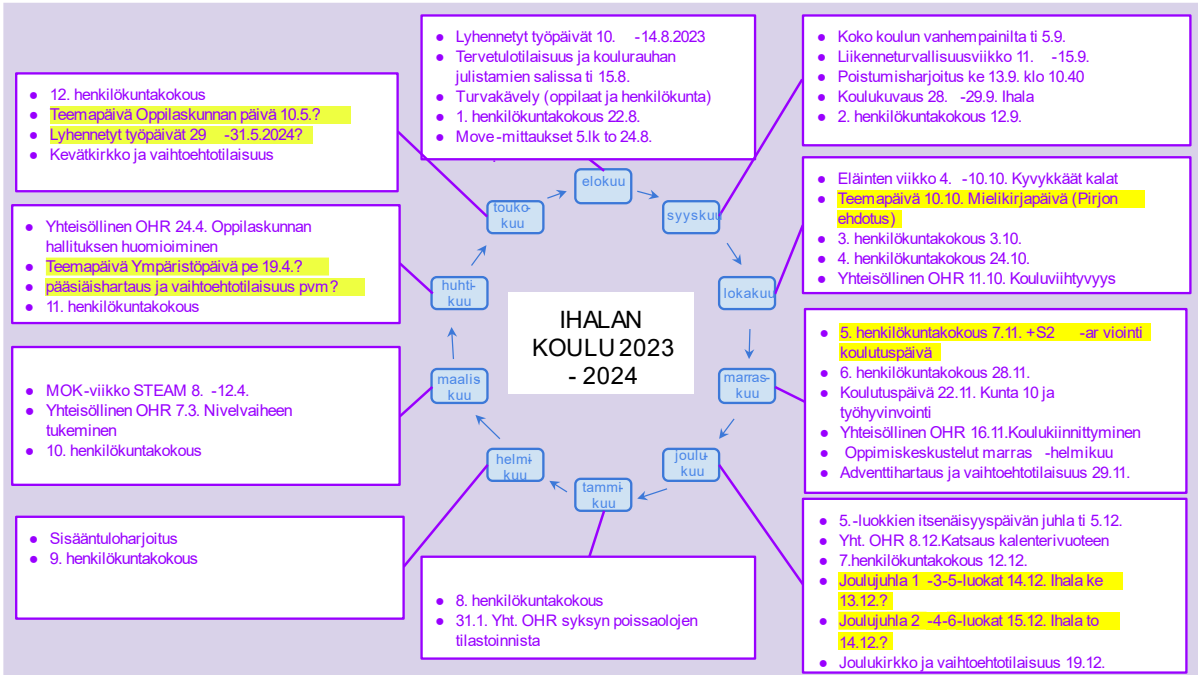 ● Lyhennetyt työpäivät 10. -14.8.2023
● Tervetulotilaisuus ja koulurauhan
julistamien salissa ti 15.8.
● Turvakävely (oppilaat ja henkilökunta)
● 1. henkilökuntakokous 22.8.
● Move -mittaukset 5.lk to 24.8.
● Koko koulun vanhempainilta ti 5.9.
● Liikenneturvallisuusviikko 11. -15.9.
● Poistumisharjoitus ke 13.9. klo 10.40
● Koulukuvaus 28. -29.9. Ihala
● 2. henkilökuntakokous 12.9.
● Eläinten viikko 4. -10.10. Kyvykkäät kalat
● Teemapäivä 10.10. Mielikirjapäivä (Pirjon
ehdotus)
● 3. henkilökuntakokous 3.10.
● 4. henkilökuntakokous 24.10.
● Yhteisöllinen OHR 11.10. Kouluviihtyvyys
● 5. henkilökuntakokous 7.11. +S2 -ar viointi
koulutuspäivä
● 6. henkilökuntakokous 28.11.
● Koulutuspäivä 22.11. Kunta 10 ja
työhyvinvointi
● Yhteisöllinen OHR 16.11.Koulukiinnittyminen
● Oppimiskeskustelut marras -helmikuu
● Adventtihartaus ja vaihtoehtotilaisuus 29.11.
● 5.-luokkien itsenäisyyspäivän juhla ti 5.12.
● Yht. OHR 8.12.Katsaus kalenterivuoteen
● 7.henkilökuntakokous 12.12.
● Joulujuhla 1 -3-5-luokat 14.12. Ihala ke
13.12.?
● Joulujuhla 2 -4-6-luokat 15.12. Ihala to
14.12.?
● Joulukirkko ja vaihtoehtotilaisuus 19.12.
● 8. henkilökuntakokous
● 31.1. Yht. OHR syksyn poissaolojen
tilastoinnista
● Sisääntuloharjoitus
● 9. henkilökuntakokous
● MOK-viikko STEAM 8. -12.4.
● Yhteisöllinen OHR 7.3. Nivelvaiheen
tukeminen
● 10. henkilökuntakokous
● Yhteisöllinen OHR 24.4. Oppilaskunnan
hallituksen huomioiminen
● Teemapäivä Ympäristöpäivä pe 19.4.?
● pääsiäishartaus ja vaihtoehtotilaisuus pvm?
● 11. henkilökuntakokous
● 12. henkilökuntakokous
● Teemapäivä Oppilaskunnan päivä 10.5.?
● Lyhennetyt työpäivät 29 -31.5.2024?
● Kevätkirkko ja vaihtoehtotilaisuus
elokuu
syyskuu
lokakuu
marras-
kuu
joulu-
kuu
tammi-
kuu
helmi-
kuu
maalis
kuu
huhti-
kuu
touko-
kuu
IHALAN
KOULU 2023
- 2024